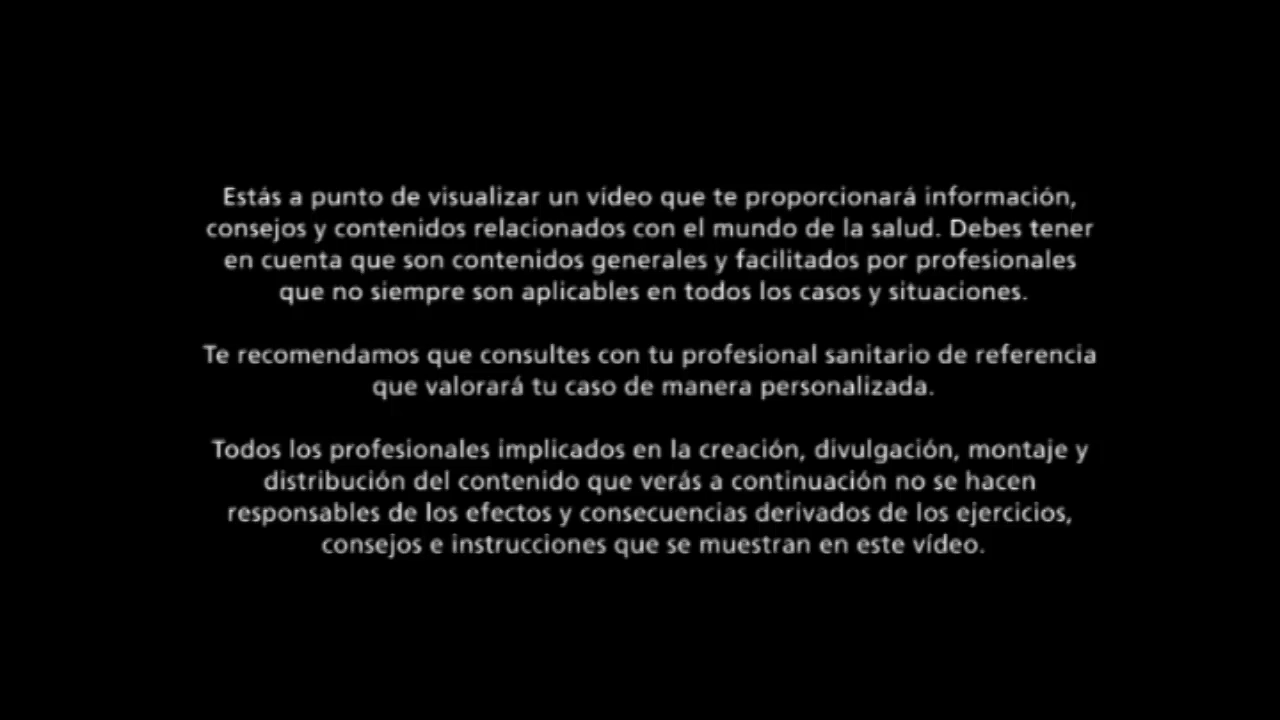 Estás a punto de visualizar un vídeo que te proporcionará información,
consejos y contenidos relacionados con el mundo de la salud. Debes tener
en cuenta que son contenidos generales y facilitados por profesionales
que no siempre son aplicables en todos los casos y situaciones.
Te recomendamos que consultes con tu profesional sanitario de referencia
que valorará tu caso de manera personalizada.
Todos los profesionales implicados en la creación, divulgación, montaje y
distribución del contenido que verás a continuación no se hacen
responsables de los efectos y consecuencias derivados de los ejercicios,
consejos e instrucciones que se muestran en este vídeo.